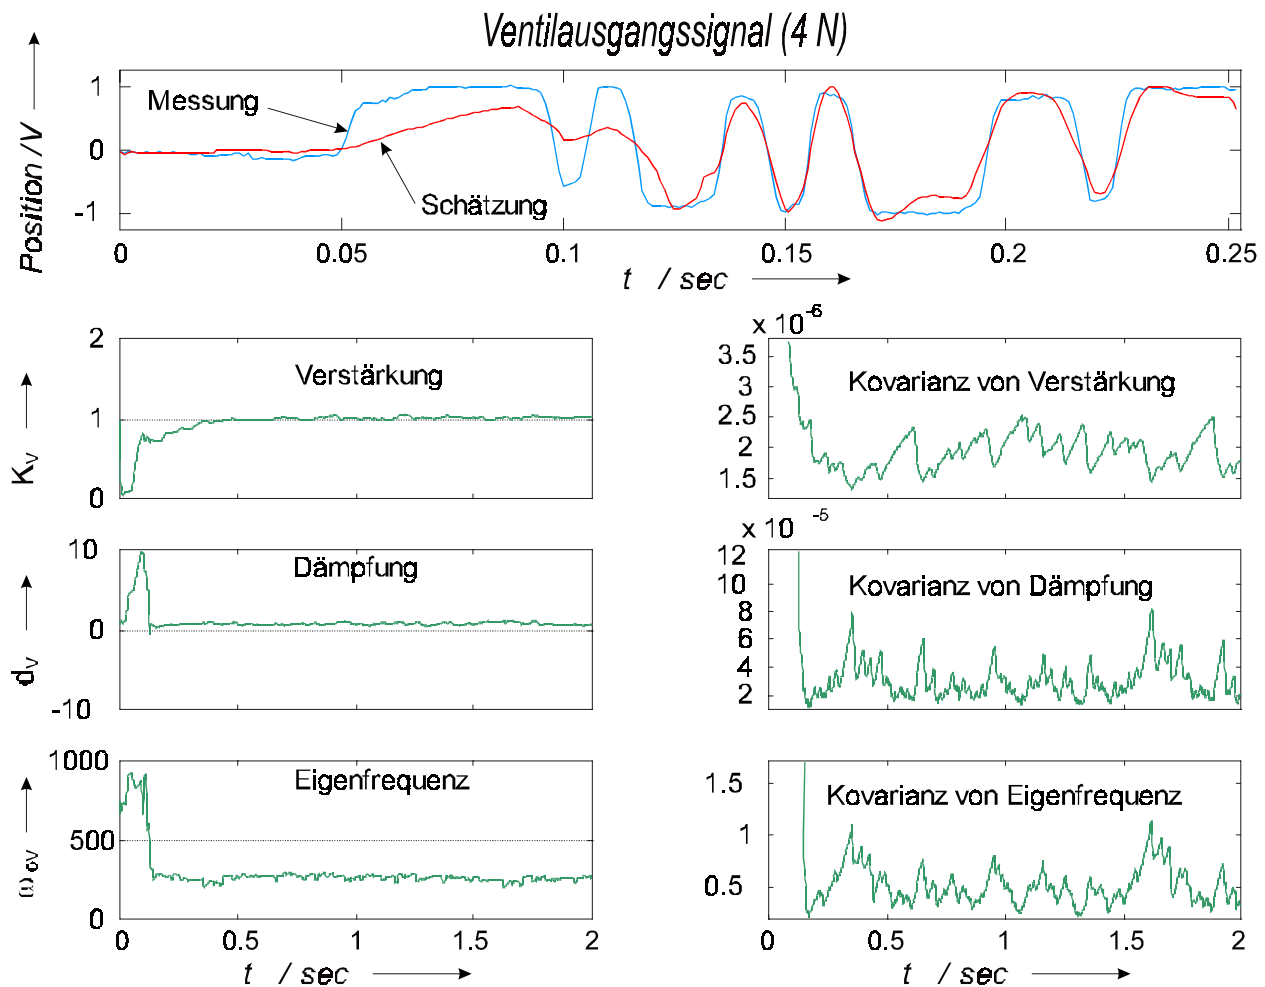 Ventilausgangssignal (4 N)
Position /V
1
0
-1
Messung
Schätzung
0 0.05 0.1 0.15 0.2 0.25
t / sec
2
1
0
K_V
Verstärkung
x 10^-6
3.5
3
2.5
2
1.5
Kovarianz von Verstärkung
10
0
-10
d_V
Dämpfung
x 10^-5
12
10
8
6
4
2
Kovarianz von Dämpfung
1000
500
0
ω_oV
Eigenfrequenz
0 0.5 1 1.5 2
t / sec
1.5
1
0.5
Kovarianz von Eigenfrequenz
0 0.5 1 1.5 2
t / sec